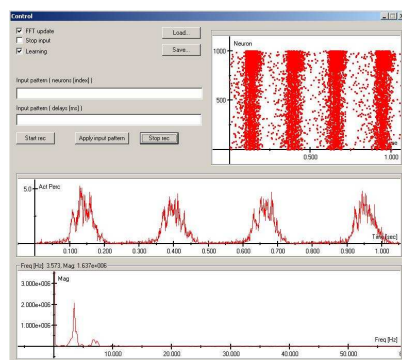 Control
FFT update
Stop input
Learning
Load..
Save...
Input pattern ( neurons [index] )
Input pattern ( delays [ms] )
Start rec
Apply input pattern
Stop rec
Neuron
1000
500
0.500
1.000
5.0
Act Perc
Time [sec]
0.100 0.200 0.300 0.400 0.500 0.600 0.700 0.800 0.900 1.000
Freq [Hz]: 3.573, Mag: 1.637e+006
Mag
3.000e+006
2.000e+006
1.000e+006
Freq [Hz]
10.000 20.000 30.000 40.000 50.000